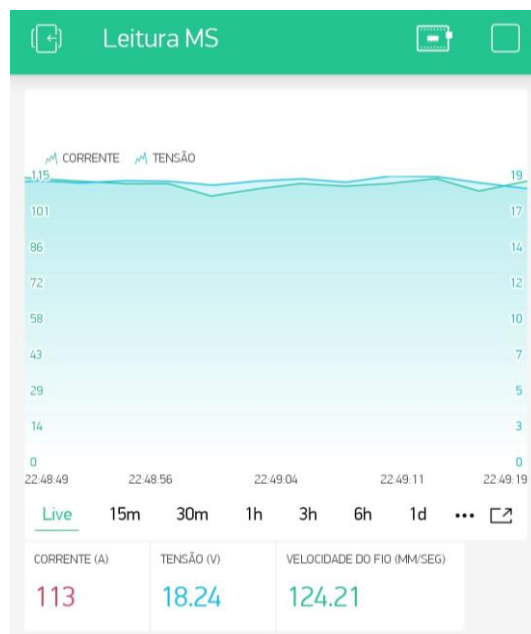 Leitura MS
CORRENTE TENSÃO
115 19
101 17
86 14
72 12
58 10
43 7
29 5
14 3
0 0
22:48:49 22:48:56 22:49:04 22:49:11 22:49:19
Live 15m 30m 1h 3h 6h 1d
CORRENTE (A) TENSÃO (V) VELOCIDADE DO FIO (MM/SEG)
113 18.24 124.21